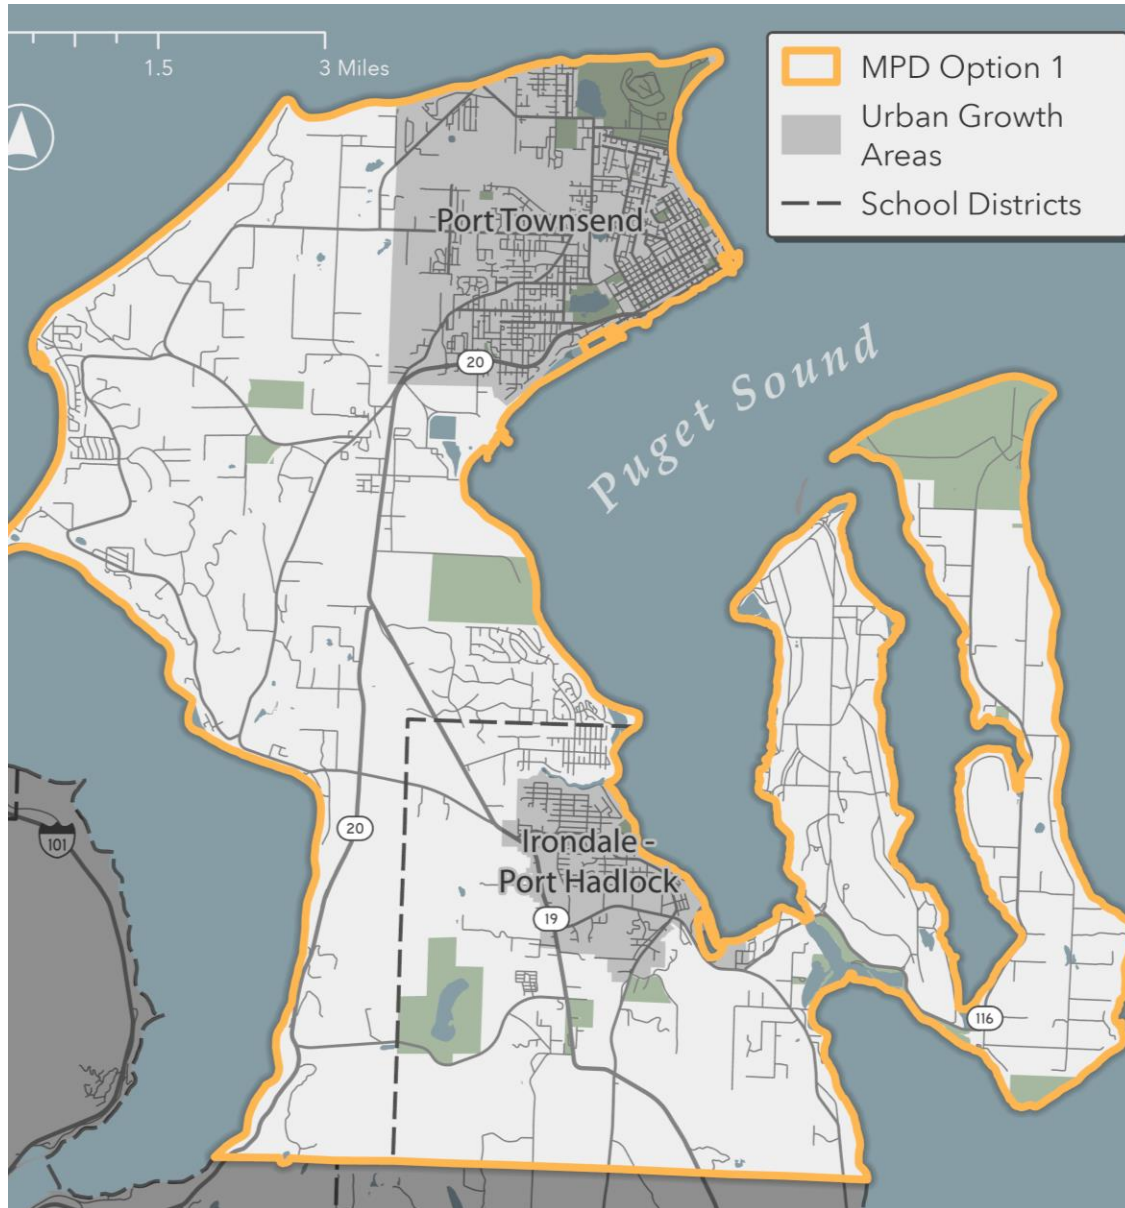 1.5
3 Miles
MPD Option 1
Urban Growth
Areas
School Districts
Port Townsend
20
Puget Sound
20
101
Irondale -
Port Hadlock
19
116